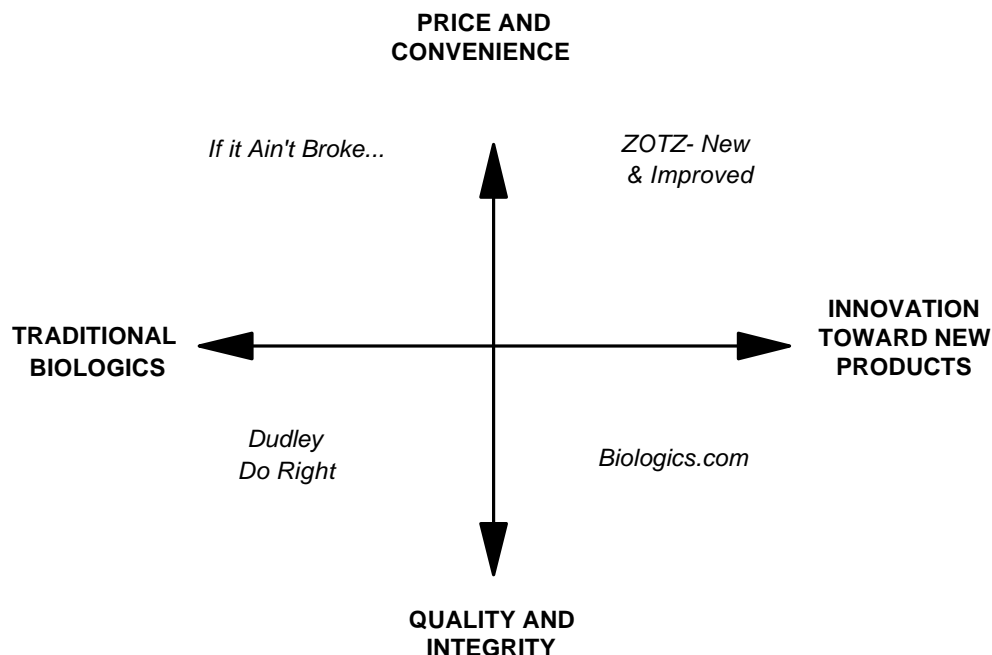 PRICE AND
CONVENIENCE
If it Ain't Broke...
ZOTZ- New
& Improved
TRADITIONAL
BIOLOGICS
INNOVATION
TOWARD NEW
PRODUCTS
Dudley
Do Right
Biologics.com
QUALITY AND
INTEGRITY